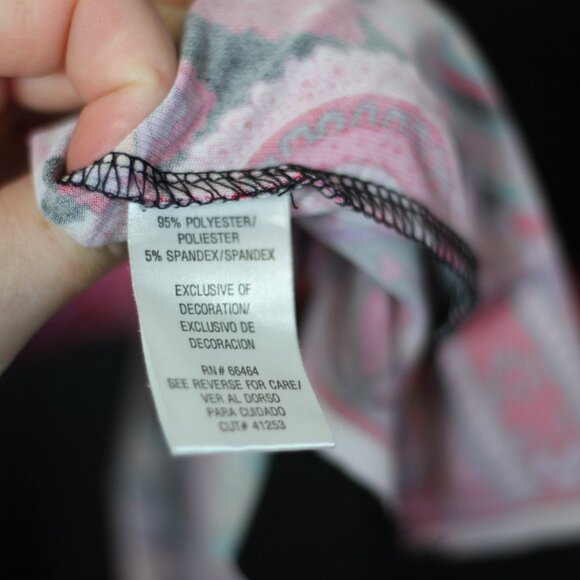 95% POLYESTER/
POLIESTER
5% SPANDEX/SPANDEX
EXCLUSIVE OF
DECORATION/
EXCLUSIVO DE
DECORACION
RN# 66464
SEE REVERSE FOR CARE/
VER AL DORSO
PARA CUIDADO
CUT# 41253